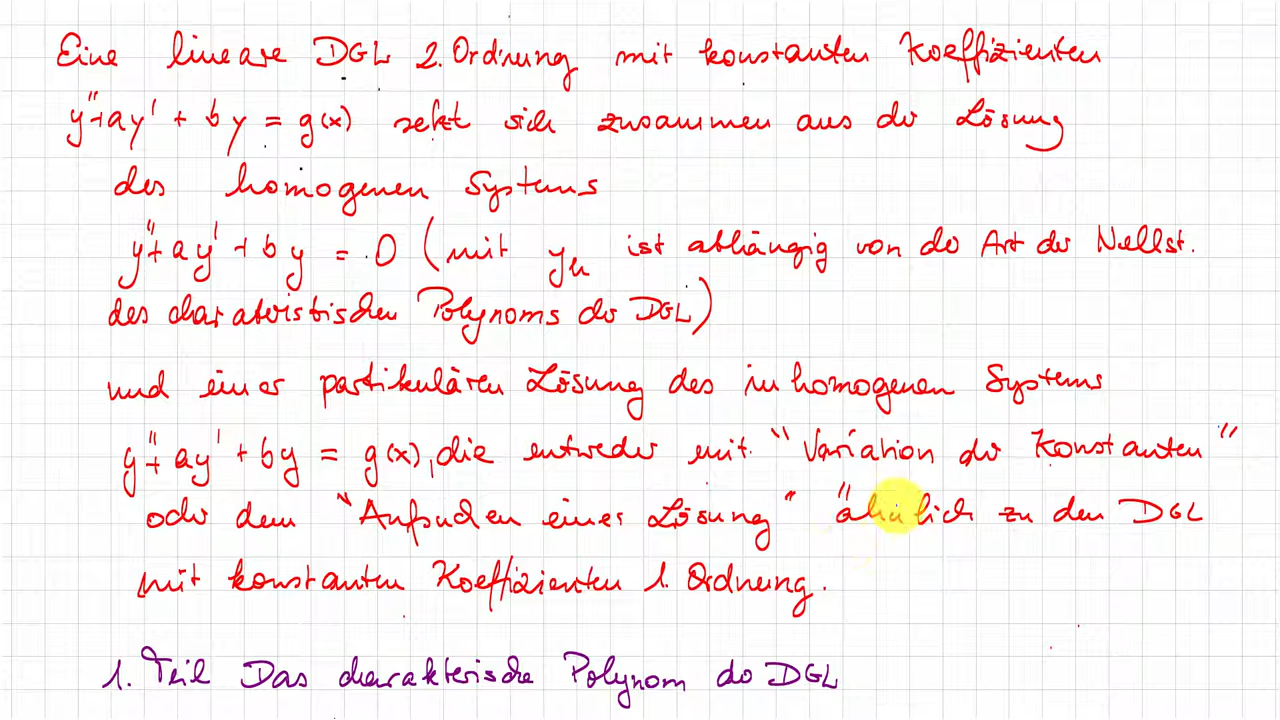 Eine lineare DGL 2. Ordnung mit konstanten Koeffizienten
y''+ay' + by = g(x) setzt sich zusammen aus der Lösung
des homogenen Systems
y''+ay' + by = 0 (mit yh ist abhängig von der Art der Nullst.
des charakteristischen Polynoms der DGL)
und einer partikulären Lösung des inhomogenen Systems
y''+ay' + by = g(x), die entweder mit "Variation der Konstanten"
oder dem "Aufsuchen einer Lösung" "ähnlich zu den DGL
mit konstanten Koeffizienten 1. Ordnung.
1. Teil Das charakterische Polynom der DGL